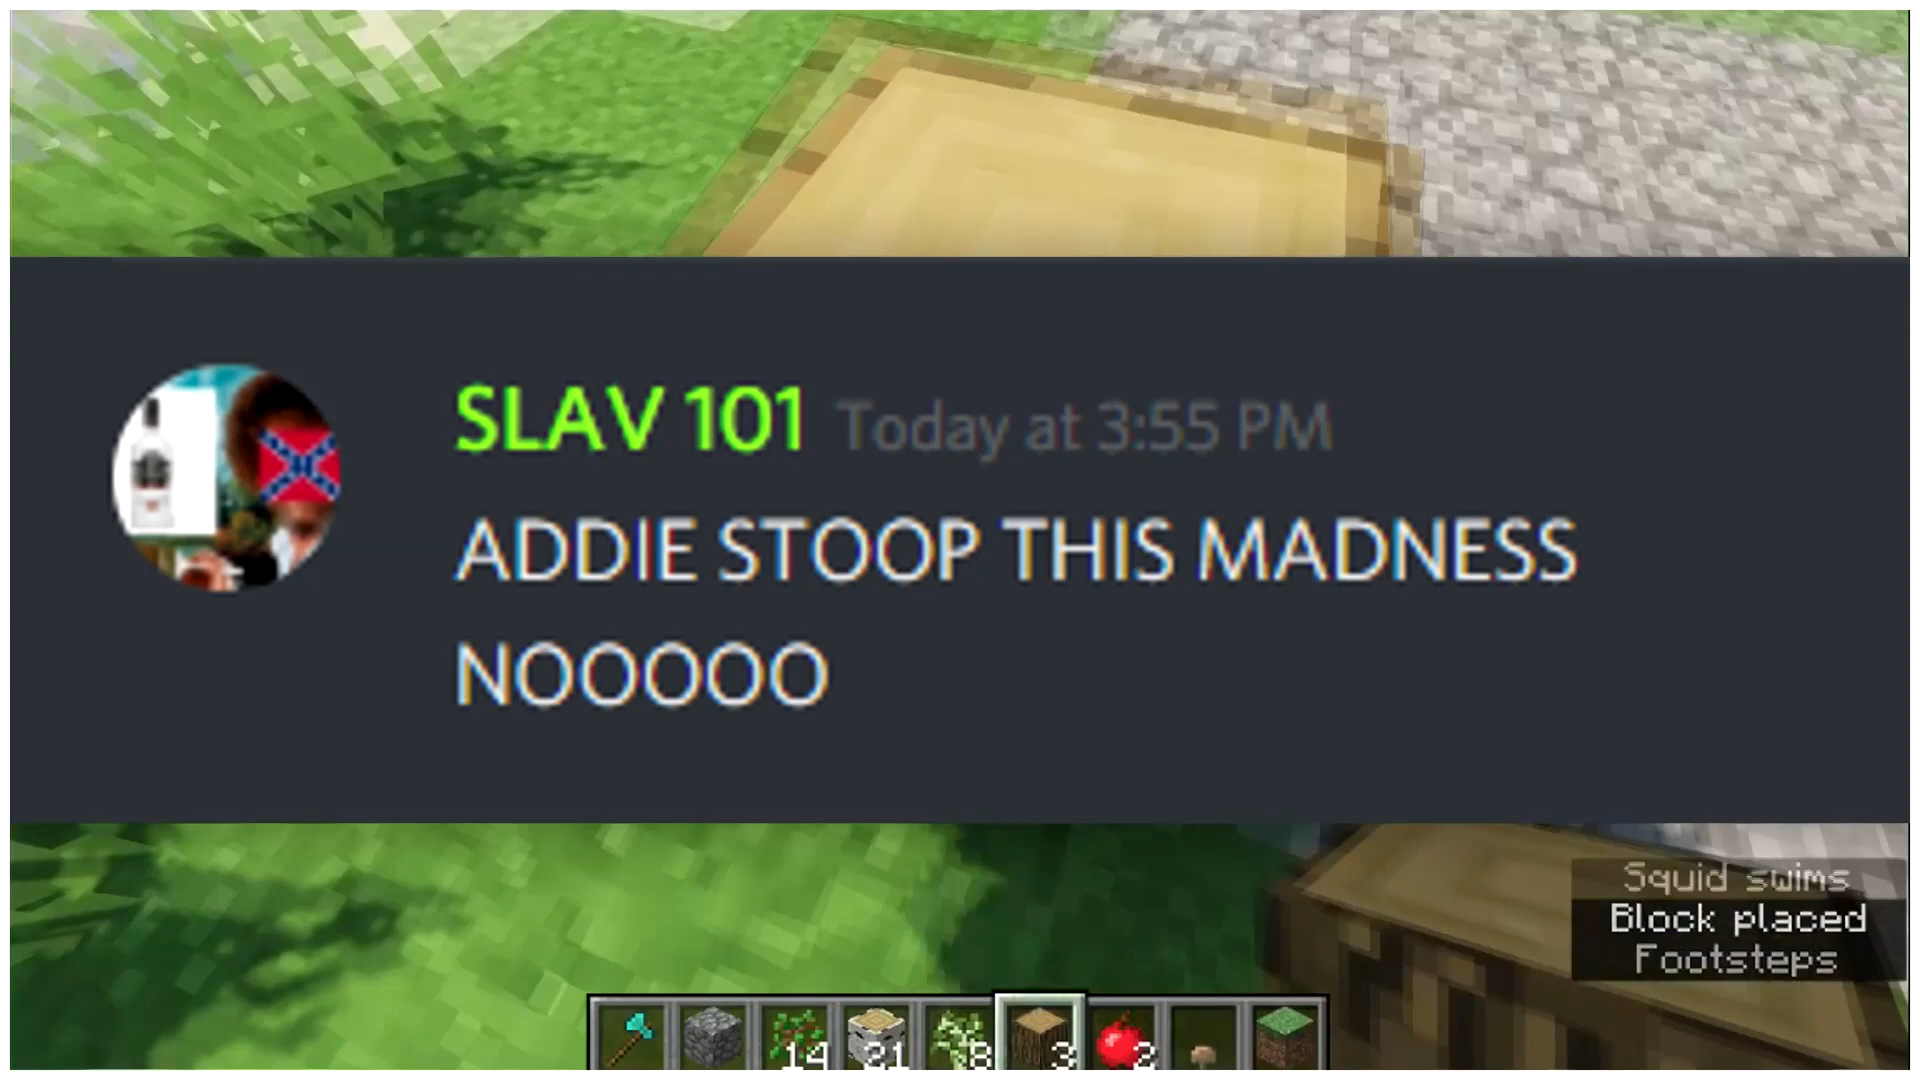 SLAV 101 Today at 3:55 PM
ADDIE STOOP THIS MADNESS
NOOOOO
Squid swims
Block placed
Footsteps
14 21 8 3 2